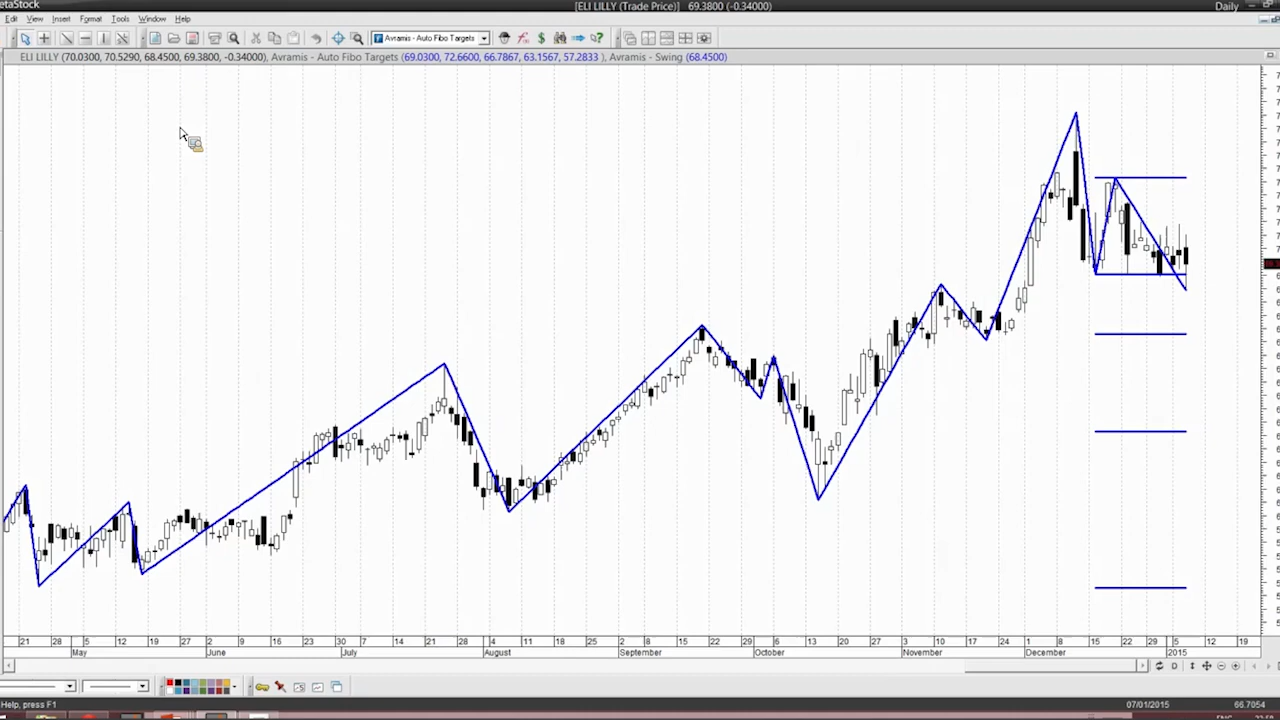 etaStock
[ELI LILLY (Trade Price)] 69.3800 (-0.34000)
Daily
Edit View Insert Format Tools Window Help
Avramis - Auto Fibo Targets
ELI LILLY (70.0300, 70.5290, 68.4500, 69.3800, -0.34000), Avramis - Auto Fibo Targets (69.0300, 72.6600, 66.7867, 63.1567, 57.2833 ), Avramis - Swing (68.4500)
21 28 5 12 19 27 2 9 16 23 30 7 14 21 28 4 11 18 25 2 8 15 22 29 6 13 20 27 3 10 17 24 1 8 15 22 29 5 12 19
May June July August September October November December 2015
Help, press F1
07/01/2015
66.7054